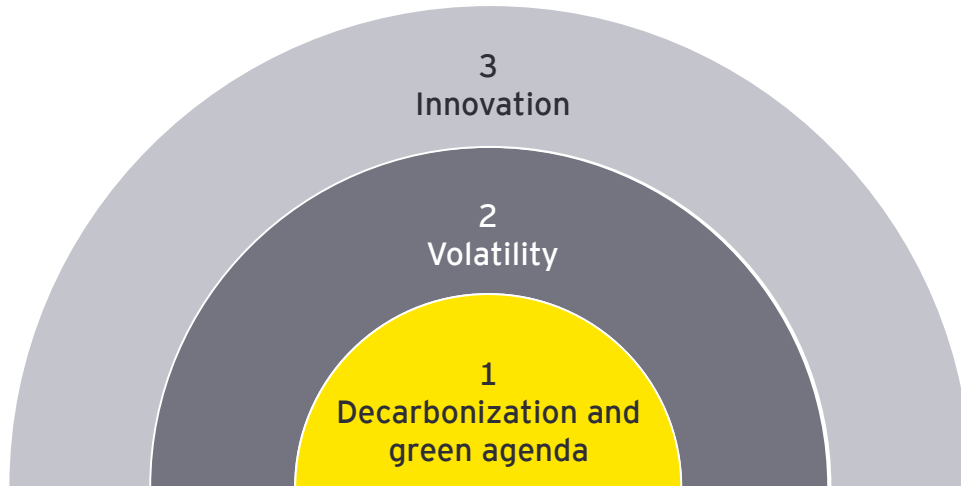 3
Innovation
2
Volatility
1
Decarbonization and
green agenda